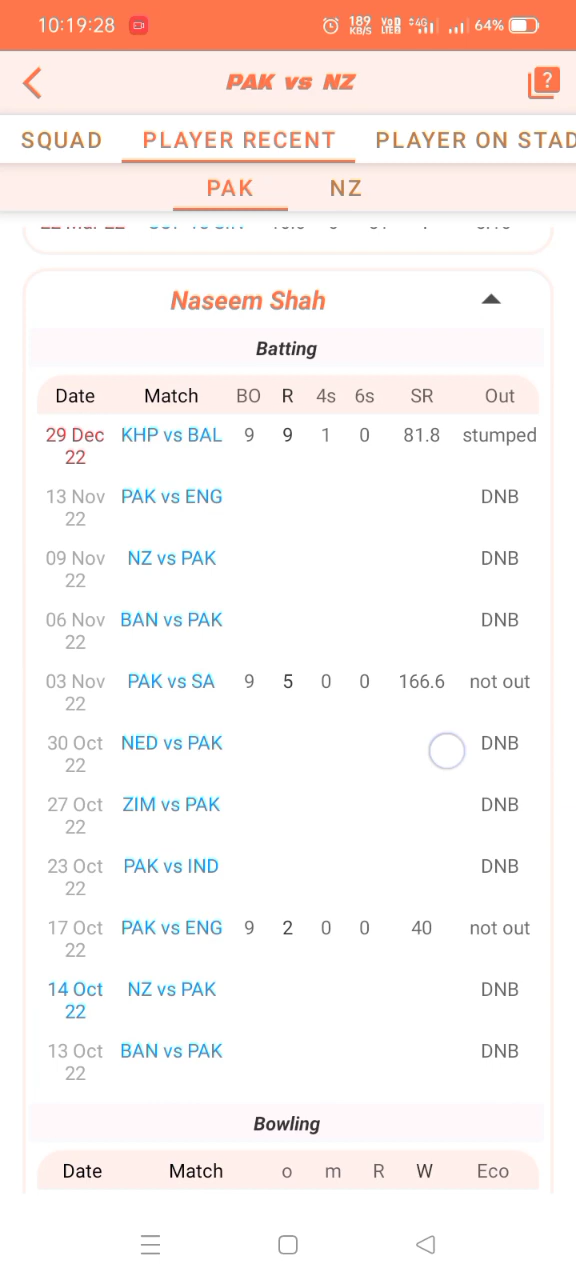 10:19:28 189 KB/S VoD LTEB 4G 64%
PAK vs NZ ?
SQUAD PLAYER RECENT PLAYER ON STAD
PAK NZ
Naseem Shah
Batting
Date Match BO R 4s 6s SR Out
29 Dec 22 KHP vs BAL 9 9 1 0 81.8 stumped
13 Nov 22 PAK vs ENG DNB
09 Nov 22 NZ vs PAK DNB
06 Nov 22 BAN vs PAK DNB
03 Nov 22 PAK vs SA 9 5 0 0 166.6 not out
30 Oct 22 NED vs PAK DNB
27 Oct 22 ZIM vs PAK DNB
23 Oct 22 PAK vs IND DNB
17 Oct 22 PAK vs ENG 9 2 0 0 40 not out
14 Oct 22 NZ vs PAK DNB
13 Oct 22 BAN vs PAK DNB
Bowling
Date Match o m R W Eco